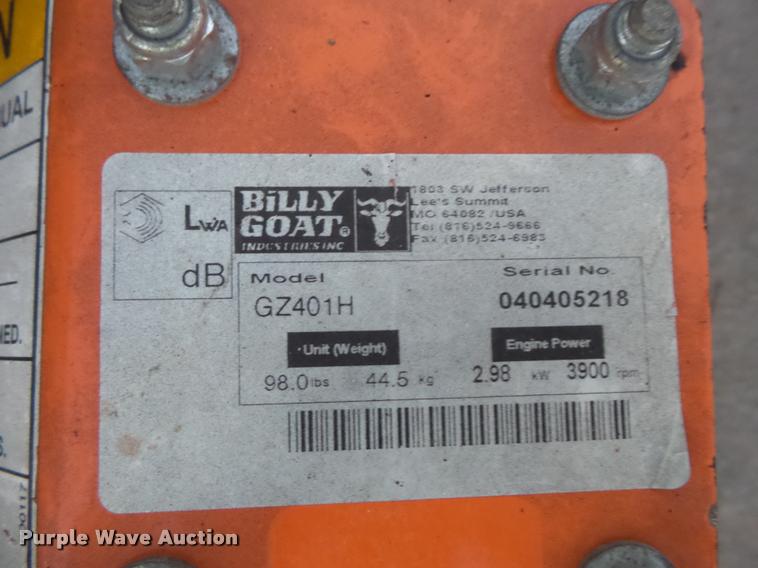 UAL
MED.
S.
LWA
dB
BILLY
GOAT®
INDUSTRIES INC
1803 SW Jefferson
Lee's Summit
MO 64082 /USA
Tel (816)524-9666
Fax (816)524-6983
Model
Serial No.
GZ401H
040405218
Unit (Weight)
Engine Power
98.0 lbs 44.5 kg 2.98 kW 3900 rpm
Purple Wave Auction